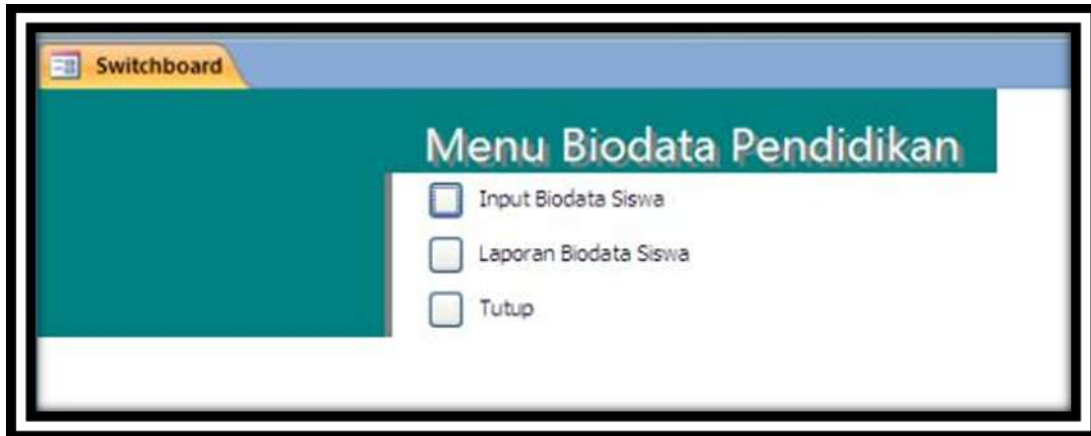 Switchboard
Menu Biodata Pendidikan
Input Biodata Siswa
Laporan Biodata Siswa
Tutup